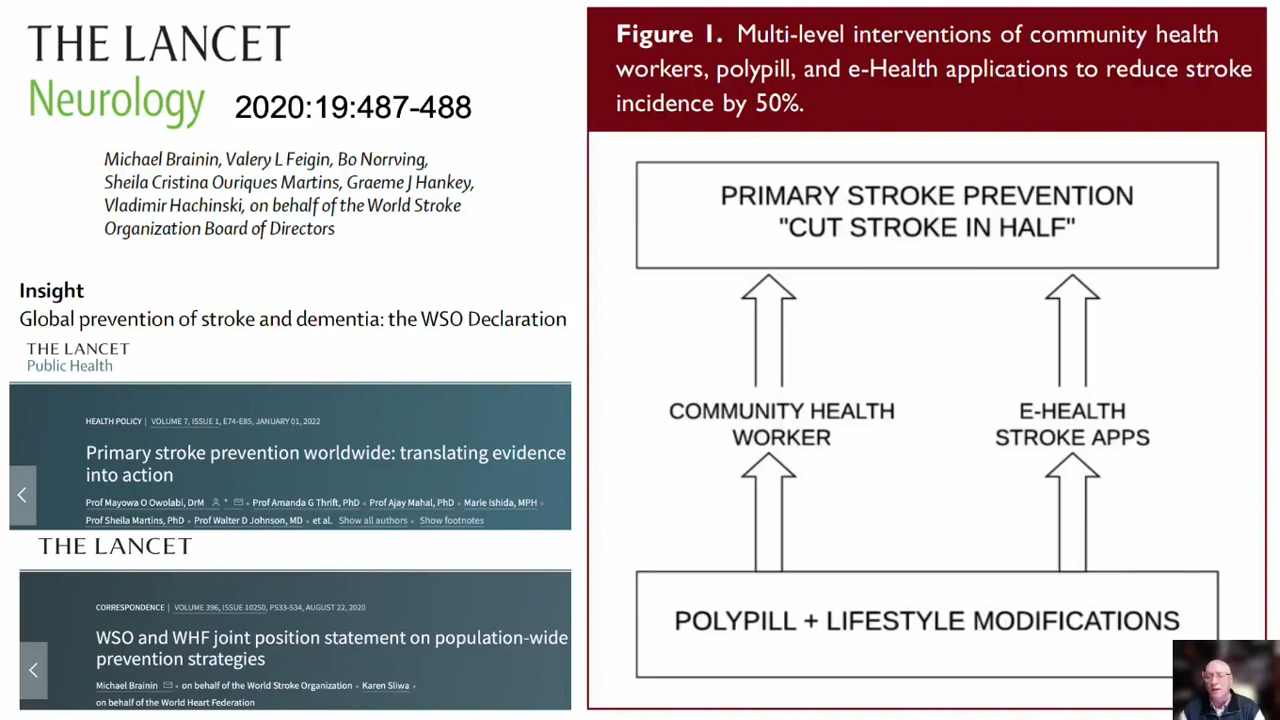 THE LANCET
Neurology
2020:19:487-488
Michael Brainin, Valery L Feigin, Bo Norrving,
Sheila Cristina Ouriques Martins, Graeme J Hankey,
Vladimir Hachinski, on behalf of the World Stroke
Organization Board of Directors
Insight
Global prevention of stroke and dementia: the WSO Declaration
THE LANCET
Public Health
HEALTH POLICY | VOLUME 7, ISSUE 1, E74-E85, JANUARY 01, 2022
Primary stroke prevention worldwide: translating evidence
into action
Prof Mayowa O Owolabi, DrM * • Prof Amanda G Thrift, PhD • Prof Ajay Mahal, PhD • Marie Ishida, MPH •
Prof Sheila Martins, PhD • Prof Walter D Johnson, MD • et al. Show all authors • Show footnotes
THE LANCET
CORRESPONDENCE | VOLUME 396, ISSUE 10250, P533-534, AUGUST 22, 2020
WSO and WHF joint position statement on population-wide
prevention strategies
Michael Brainin • on behalf of the World Stroke Organization • Karen Sliwa •
on behalf of the World Heart Federation
Figure 1. Multi-level interventions of community health
workers, polypill, and e-Health applications to reduce stroke
incidence by 50%.
PRIMARY STROKE PREVENTION
"CUT STROKE IN HALF"
COMMUNITY HEALTH
WORKER
E-HEALTH
STROKE APPS
POLYPILL + LIFESTYLE MODIFICATIONS